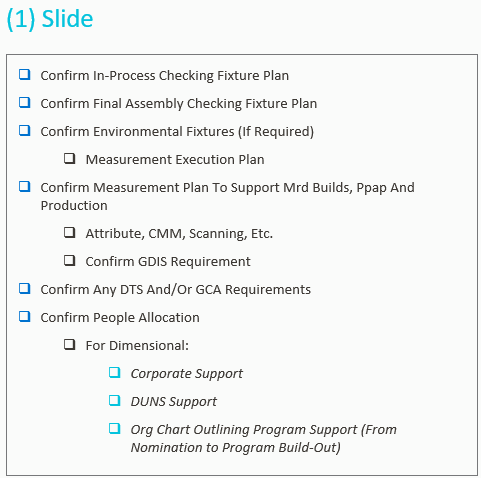 (1) Slide
Confirm In-Process Checking Fixture Plan
Confirm Final Assembly Checking Fixture Plan
Confirm Environmental Fixtures (If Required)
Measurement Execution Plan
Confirm Measurement Plan To Support Mrd Builds, Ppap And
Production
Attribute, CMM, Scanning, Etc.
Confirm GDIS Requirement
Confirm Any DTS And/Or GCA Requirements
Confirm People Allocation
For Dimensional:
Corporate Support
DUNS Support
Org Chart Outlining Program Support (From
Nomination to Program Build-Out)